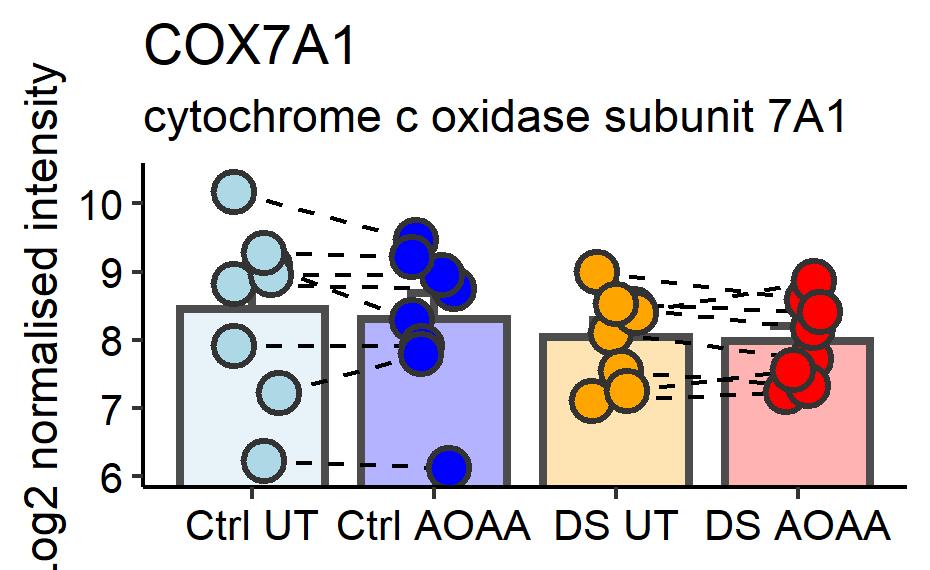 COX7A1
cytochrome c oxidase subunit 7A1
Log2 normalised intensity
10
9
8
7
6
Ctrl UT Ctrl AOAA DS UT DS AOAA